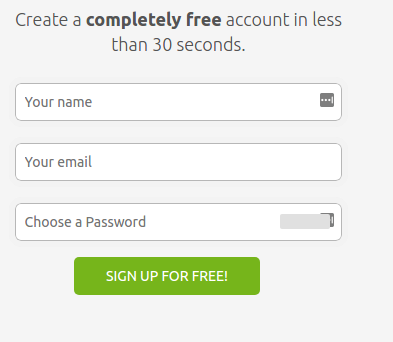 Create a completely free account in less
than 30 seconds.
Your name
Your email
Choose a Password
SIGN UP FOR FREE!